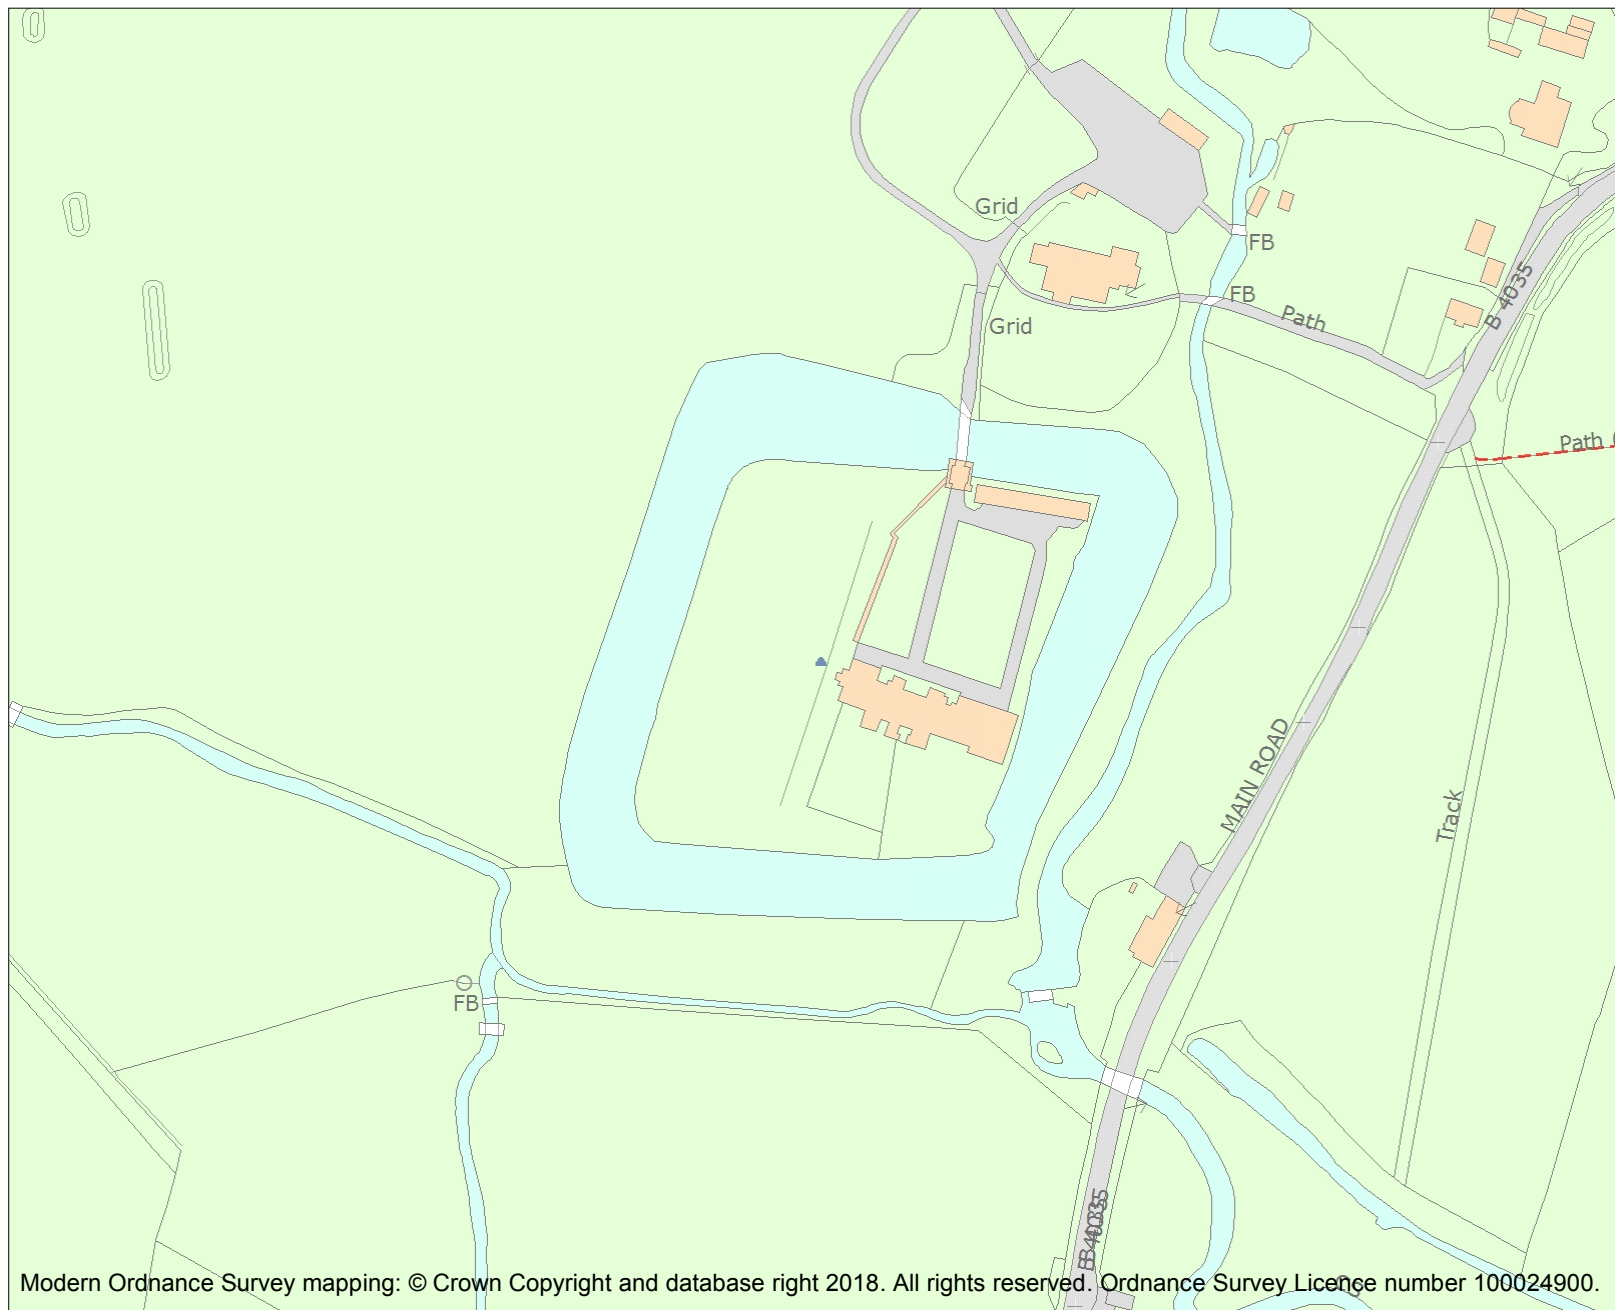 Grid
FB
FB
Path
B 4035
Grid
Path
MAIN ROAD
Track
FB
B 4035
Modern Ordnance Survey mapping: © Crown Copyright and database right 2018. All rights reserved. Ordnance Survey Licence number 100024900.